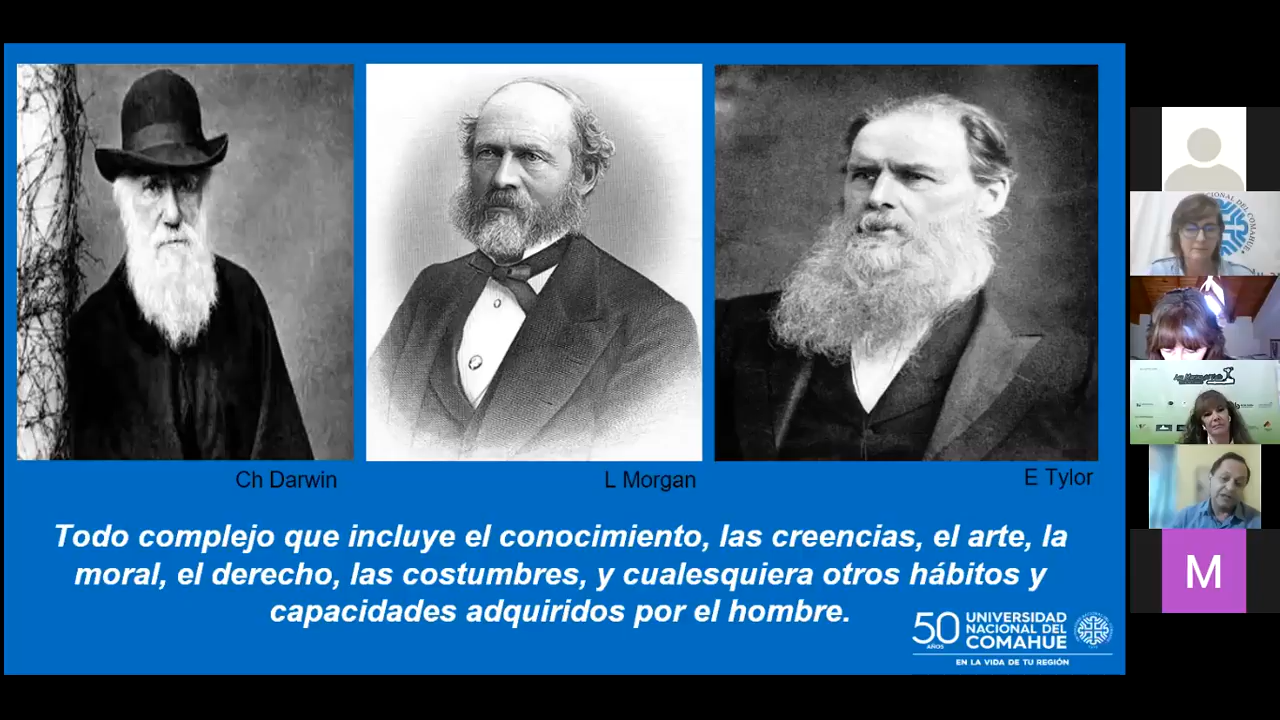 Ch Darwin
L Morgan
E Tylor
Todo complejo que incluye el conocimiento, las creencias, el arte, la
moral, el derecho, las costumbres, y cualesquiera otros hábitos y
capacidades adquiridos por el hombre.
50
AÑOS
UNIVERSIDAD
NACIONAL DEL
COMAHUE
EN LA VIDA DE TU REGIÓN
M